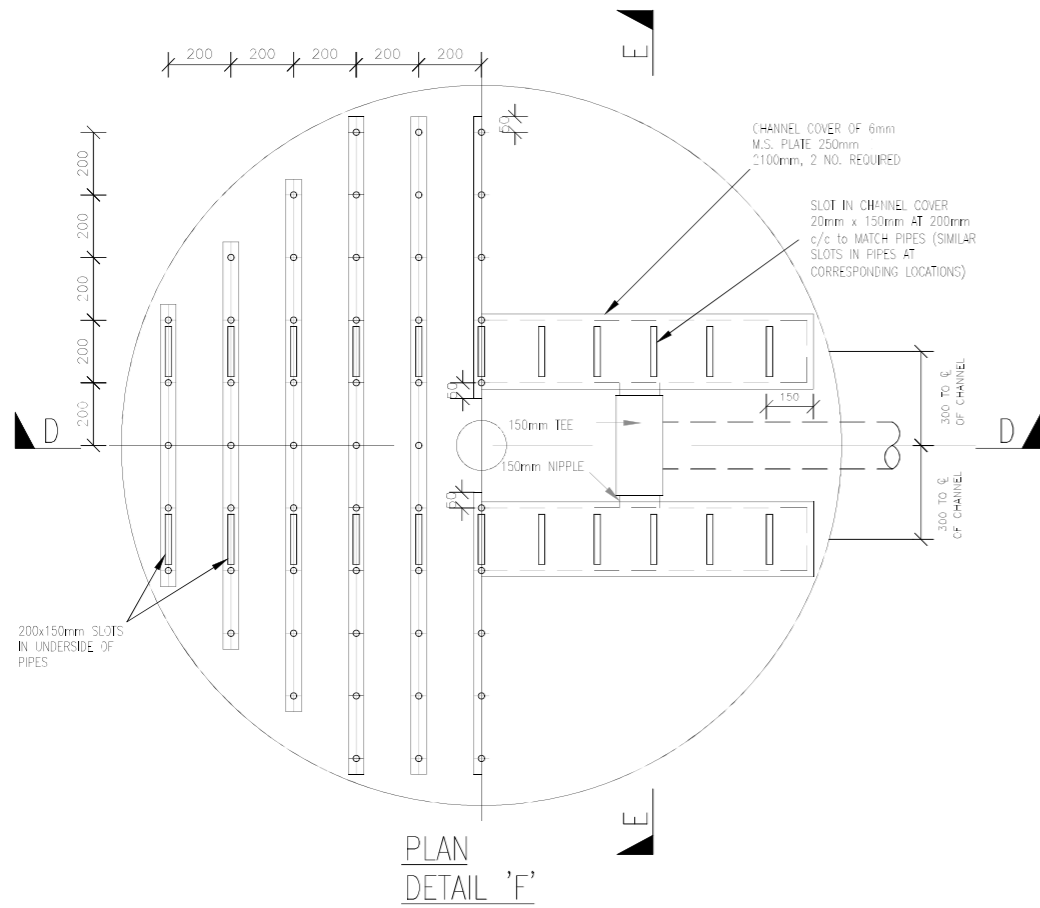 E
200 200 200 200 200
50
200
200
200
200
200
CHANNEL COVER OF 6mm
M.S. PLATE 250mm
2100mm, 2 NO. REQUIRED
SLOT IN CHANNEL COVER
20mm x 150mm AT 200mm
c/c to MATCH PIPES (SIMILAR
SLOTS IN PIPES AT
CORRESPONDING LOCATIONS)
50
150
300 TO ℄
OF CHANNEL
D
150mm TEE
D
150mm NIPPLE
50
300 TO ℄
OF CHANNEL
200x150mm SLOTS
IN UNDERSIDE OF
PIPES
E
PLAN
DETAIL 'F'